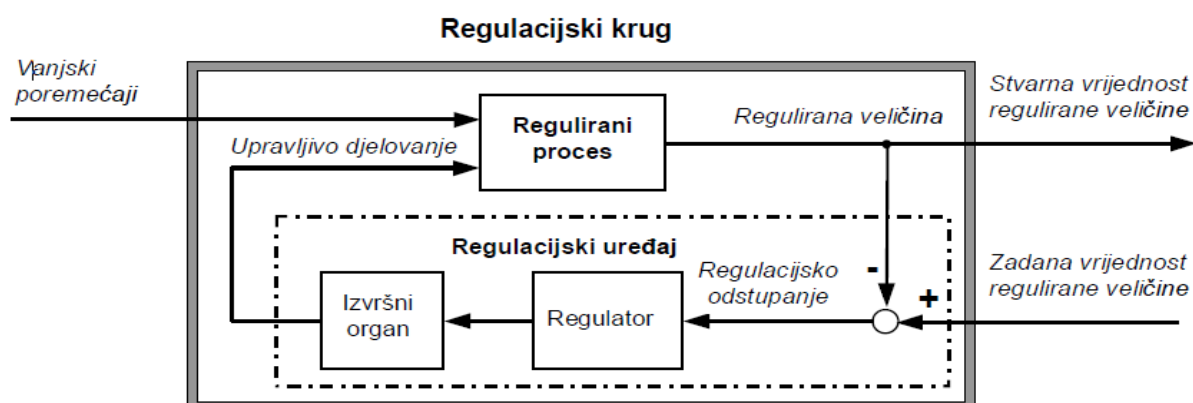 Regulacijski krug
Vanjski
poremećaji
Stvarna vrijednost
regulirane veličine
Regulirani
proces
Regulirana veličina
Upravljivo djelovanje
Regulacijski uređaj
Izvršni
organ
Regulator
Regulacijsko
odstupanje
-
+
Zadana vrijednost
regulirane veličine